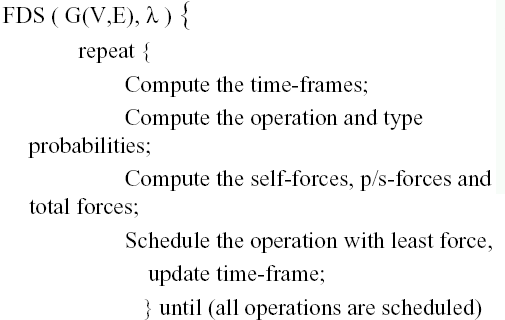 FDS ( G(V,E), λ ) {
repeat {
Compute the time-frames;
Compute the operation and type
probabilities;
Compute the self-forces, p/s-forces and
total forces;
Schedule the operation with least force,
update time-frame;
} until (all operations are scheduled)